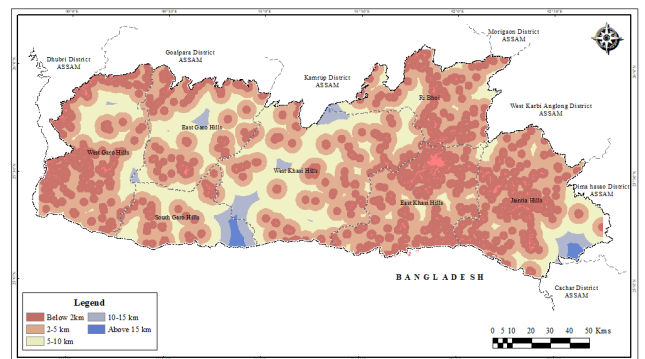 Dhubri District
ASSAM
Goalpara District
ASSAM
Kamrup District
ASSAM
Morigaon District
ASSAM
West Karbi Anglong District
ASSAM
Dima hasao District
ASSAM
Cachar District
ASSAM
Ri Bhoi
East Garo Hills
West Garo Hills
West Khasi Hills
South Garo Hills
East Khasi Hills
Jaintia Hills
BANGLADESH
Legend
Below 2km
2-5 km
5-10 km
10-15 km
Above 15 km
0 5 10 20 30 40 50 Kms